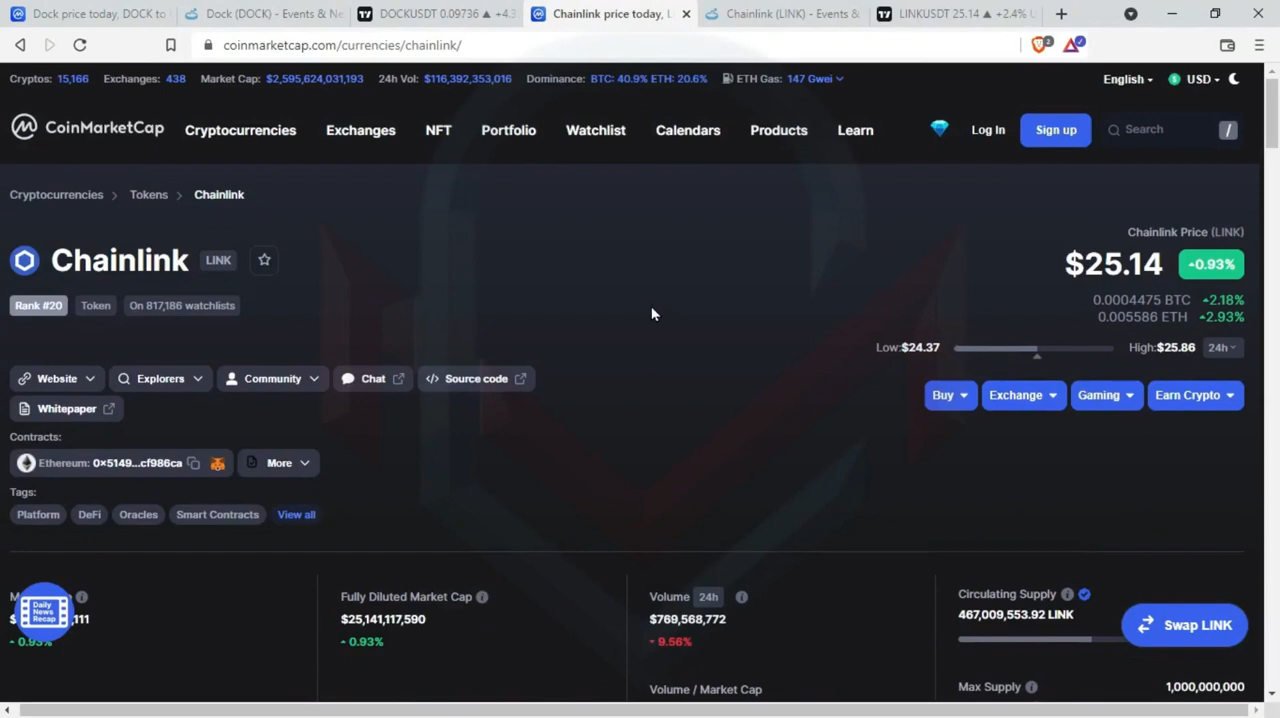 Dock price today, DOCK to
Dock (DOCK) - Events & Ne
DOCKUSDT 0.09736 ▲ +4.3
Chainlink price today, L
Chainlink (LINK) - Events &
LINKUSDT 25.14 ▲ +2.4%
coinmarketcap.com/currencies/chainlink/
2
Cryptos: 15,166 Exchanges: 438 Market Cap: $2,595,624,031,193 24h Vol: $116,392,353,016 Dominance: BTC: 40.9% ETH: 20.6% ETH Gas: 147 Gwei English USD
CoinMarketCap Cryptocurrencies Exchanges NFT Portfolio Watchlist Calendars Products Learn Log In Sign up Search /
Cryptocurrencies > Tokens > Chainlink
Chainlink Price (LINK)
Chainlink LINK
$25.14 0.93%
Rank #20 Token On 817,186 watchlists
0.0004475 BTC 2.18%
0.005586 ETH 2.93%
Low:$24.37 High:$25.86 24h
Website Explorers Community Chat Source code
Buy Exchange Gaming Earn Crypto
Whitepaper
Contracts:
Ethereum: 0×5149...cf986ca More
Tags:
Platform DeFi Oracles Smart Contracts View all
Fully Diluted Market Cap
$25,141,117,590
0.93%
Volume 24h
$769,568,772
9.56%
Volume / Market Cap
Circulating Supply
467,009,553.92 LINK
Max Supply 1,000,000,000
Daily
News
Recap
Swap LINK